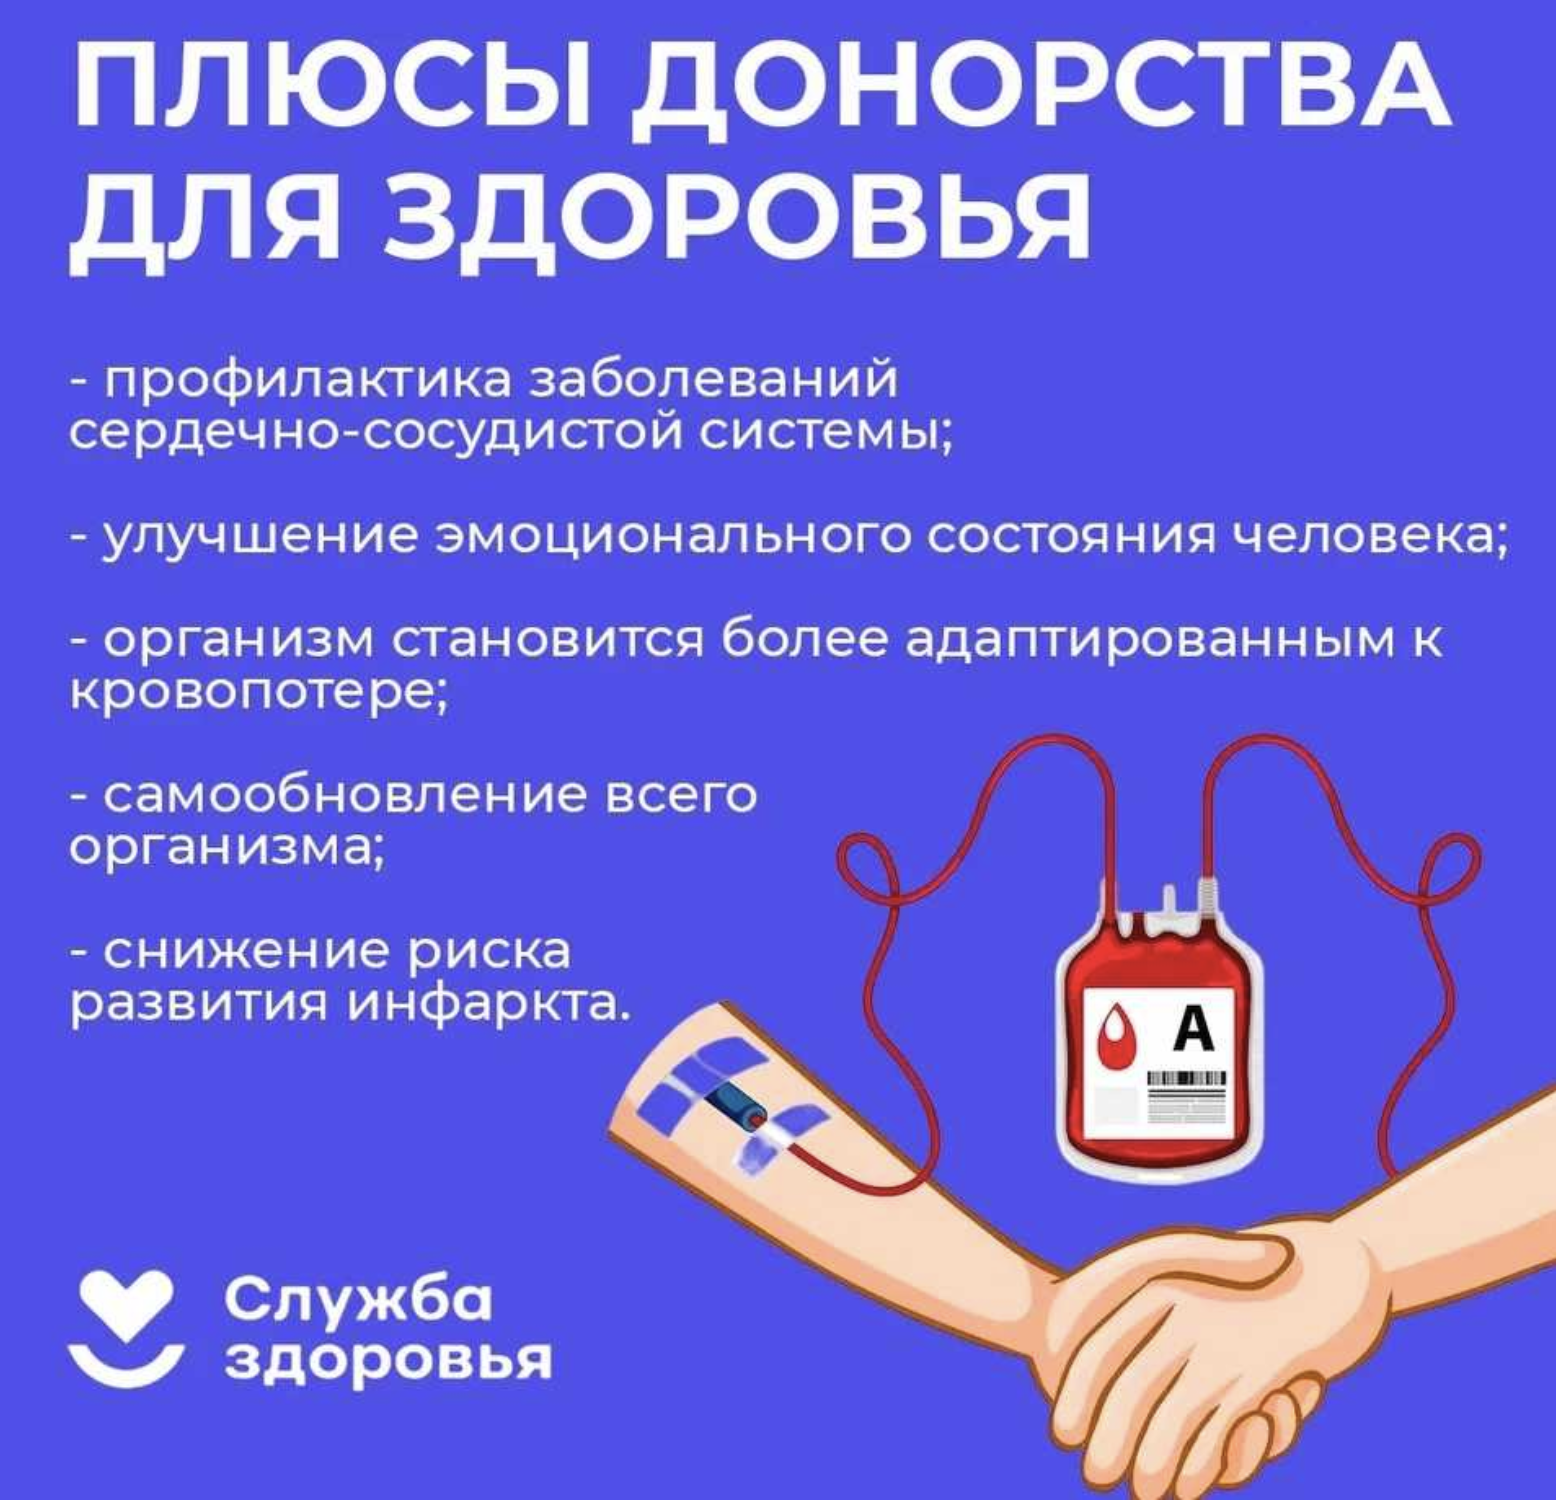 ПЛЮСЫ ДОНОРСТВА
ДЛЯ ЗДОРОВЬЯ
- профилактика заболеваний
сердечно-сосудистой системы;
- улучшение эмоционального состояния человека;
- организм становится более адаптированным к
кровопотере;
- самообновление всего
организма;
- снижение риска
развития инфаркта.
A
Служба
здоровья